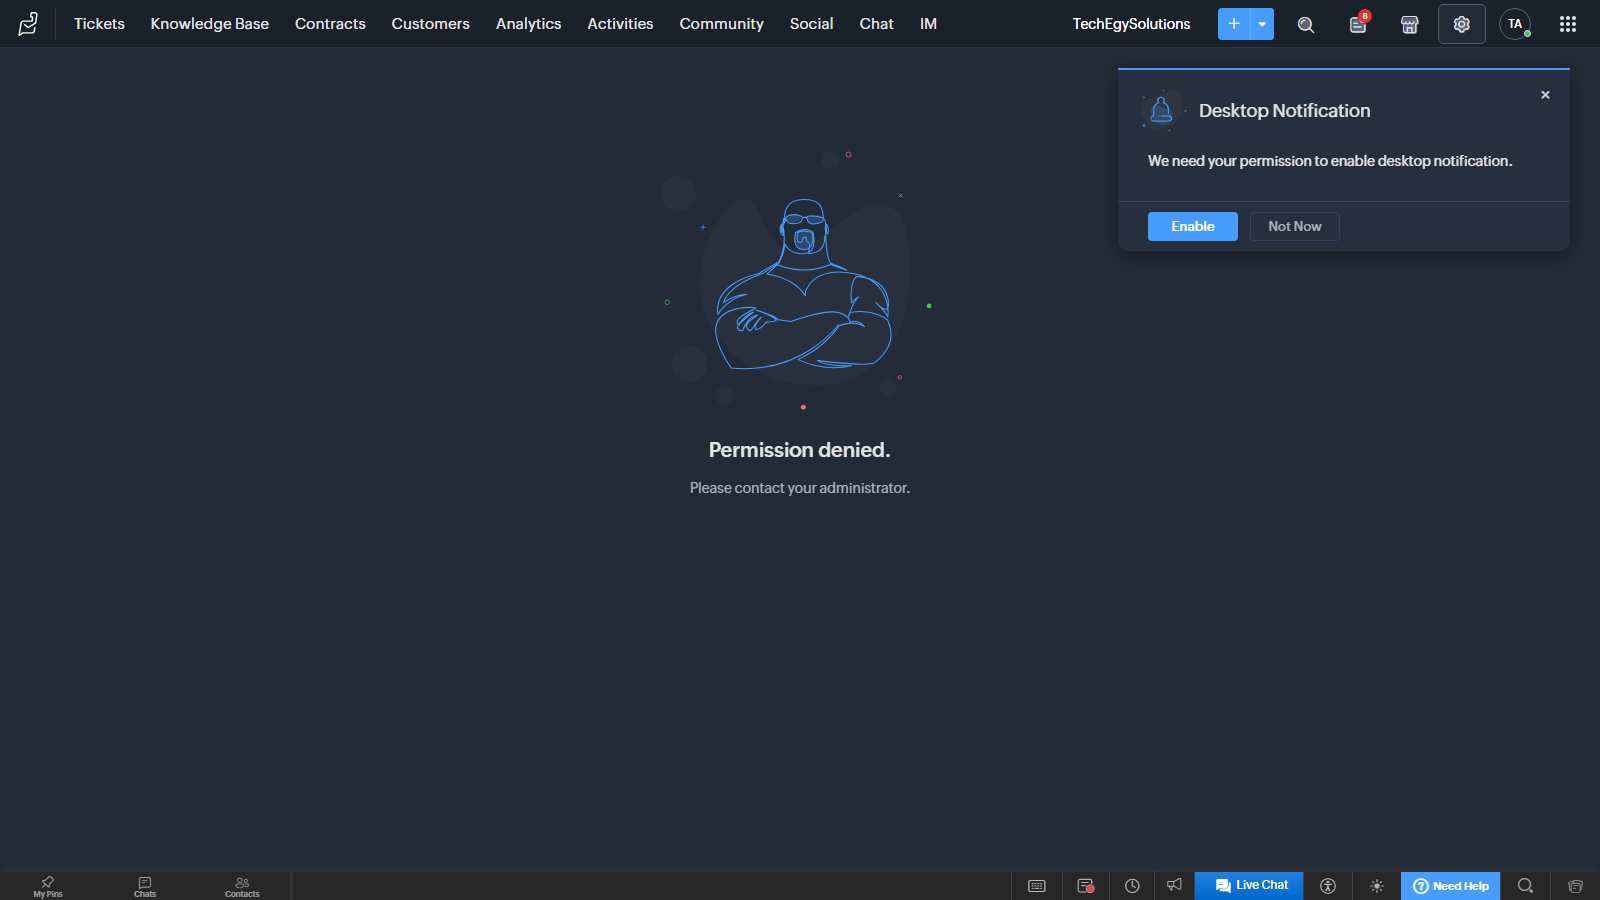 Tickets Knowledge Base Contracts Customers Analytics Activities Community Social Chat IM TechEgySolutions 8 TA
Desktop Notification
We need your permission to enable desktop notification.
Enable Not Now
Permission denied.
Please contact your administrator.
My Pins Chats Contacts Live Chat Need Help